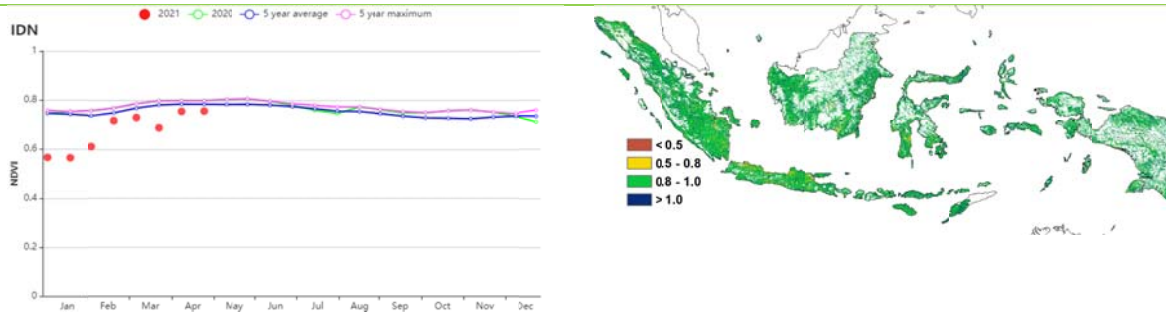 2021 2020 5 year average 5 year maximum
IDN
1
0.8
0.6
0.4
0.2
0
NDVI
Jan Feb Mar Apr May Jun Jul Aug Sep Oct Nov Dec
< 0.5
0.5 - 0.8
0.8 - 1.0
> 1.0